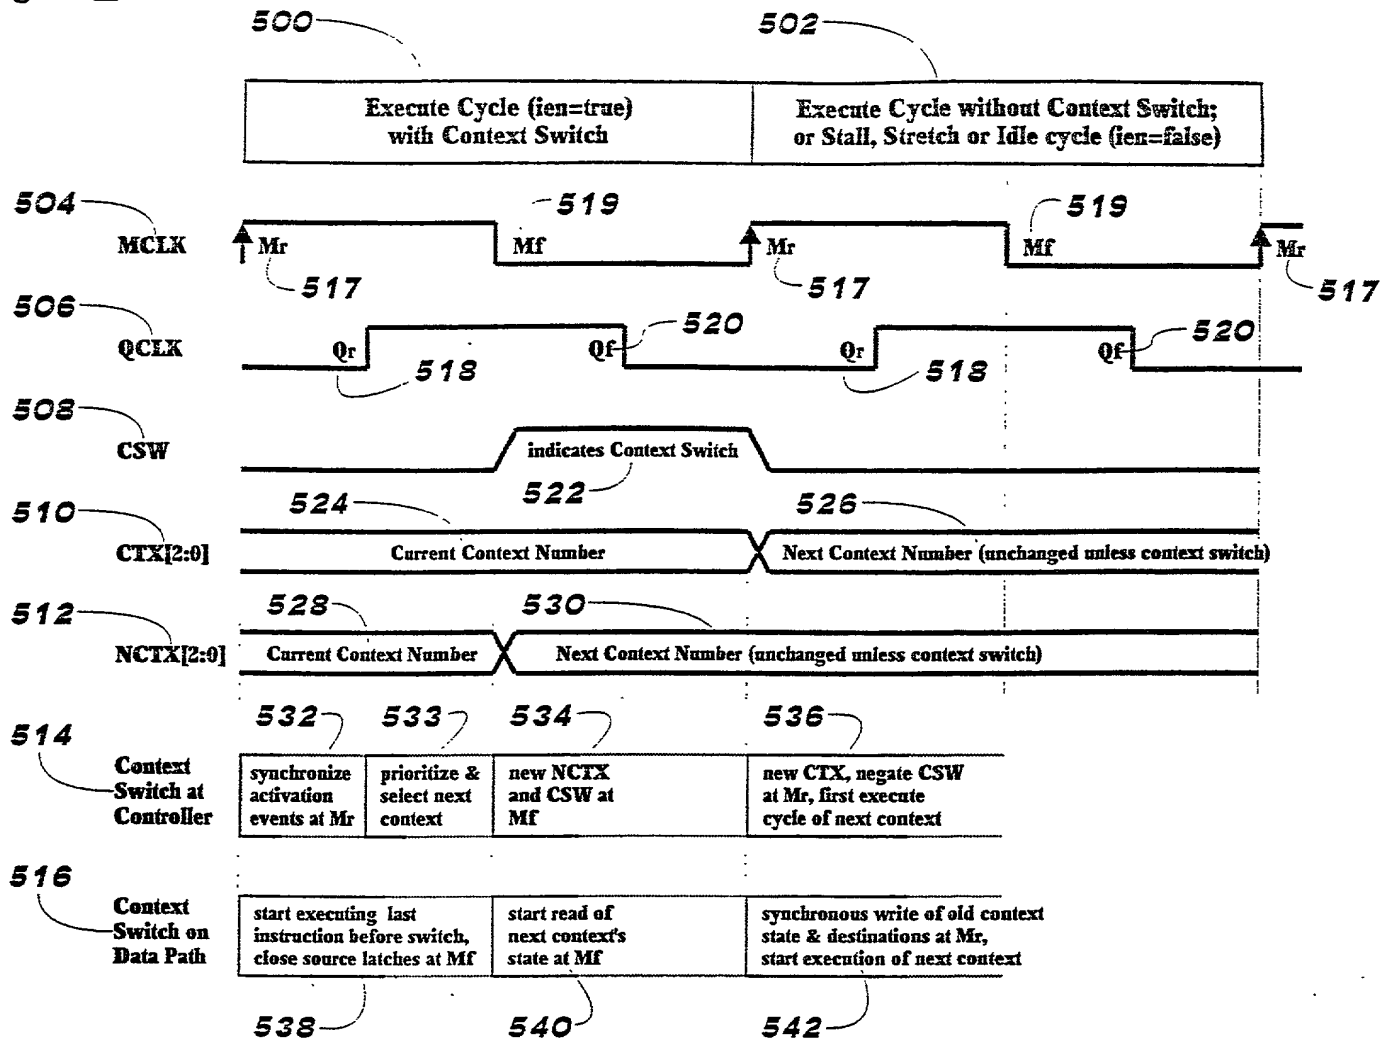 500
502
Execute Cycle (ien=true)
with Context Switch
Execute Cycle without Context Switch;
or Stall, Stretch or Idle cycle (ien=false)
504
519
519
MCLK
Mr
Mf
Mr
Mf
Mr
517
517
517
506
520
520
QCLK
Qr
Qf
Qr
Qf
518
518
508
CSW
indicates Context Switch
522
510
524
526
CTX[2:0]
Current Context Number
Next Context Number (unchanged unless context switch)
512
528
530
NCTX[2:0]
Current Context Number
Next Context Number (unchanged unless context switch)
532
533
534
536
514
Context
Switch at
Controller
synchronize
activation
events at Mr
prioritize &
select next
context
new NCTX
and CSW at
Mf
new CTX, negate CSW
at Mr, first execute
cycle of next context
516
Context
Switch on
Data Path
start executing last
instruction before switch,
close source latches at Mf
start read of
next context's
state at Mf
synchronous write of old context
state & destinations at Mr,
start execution of next context
538
540
542